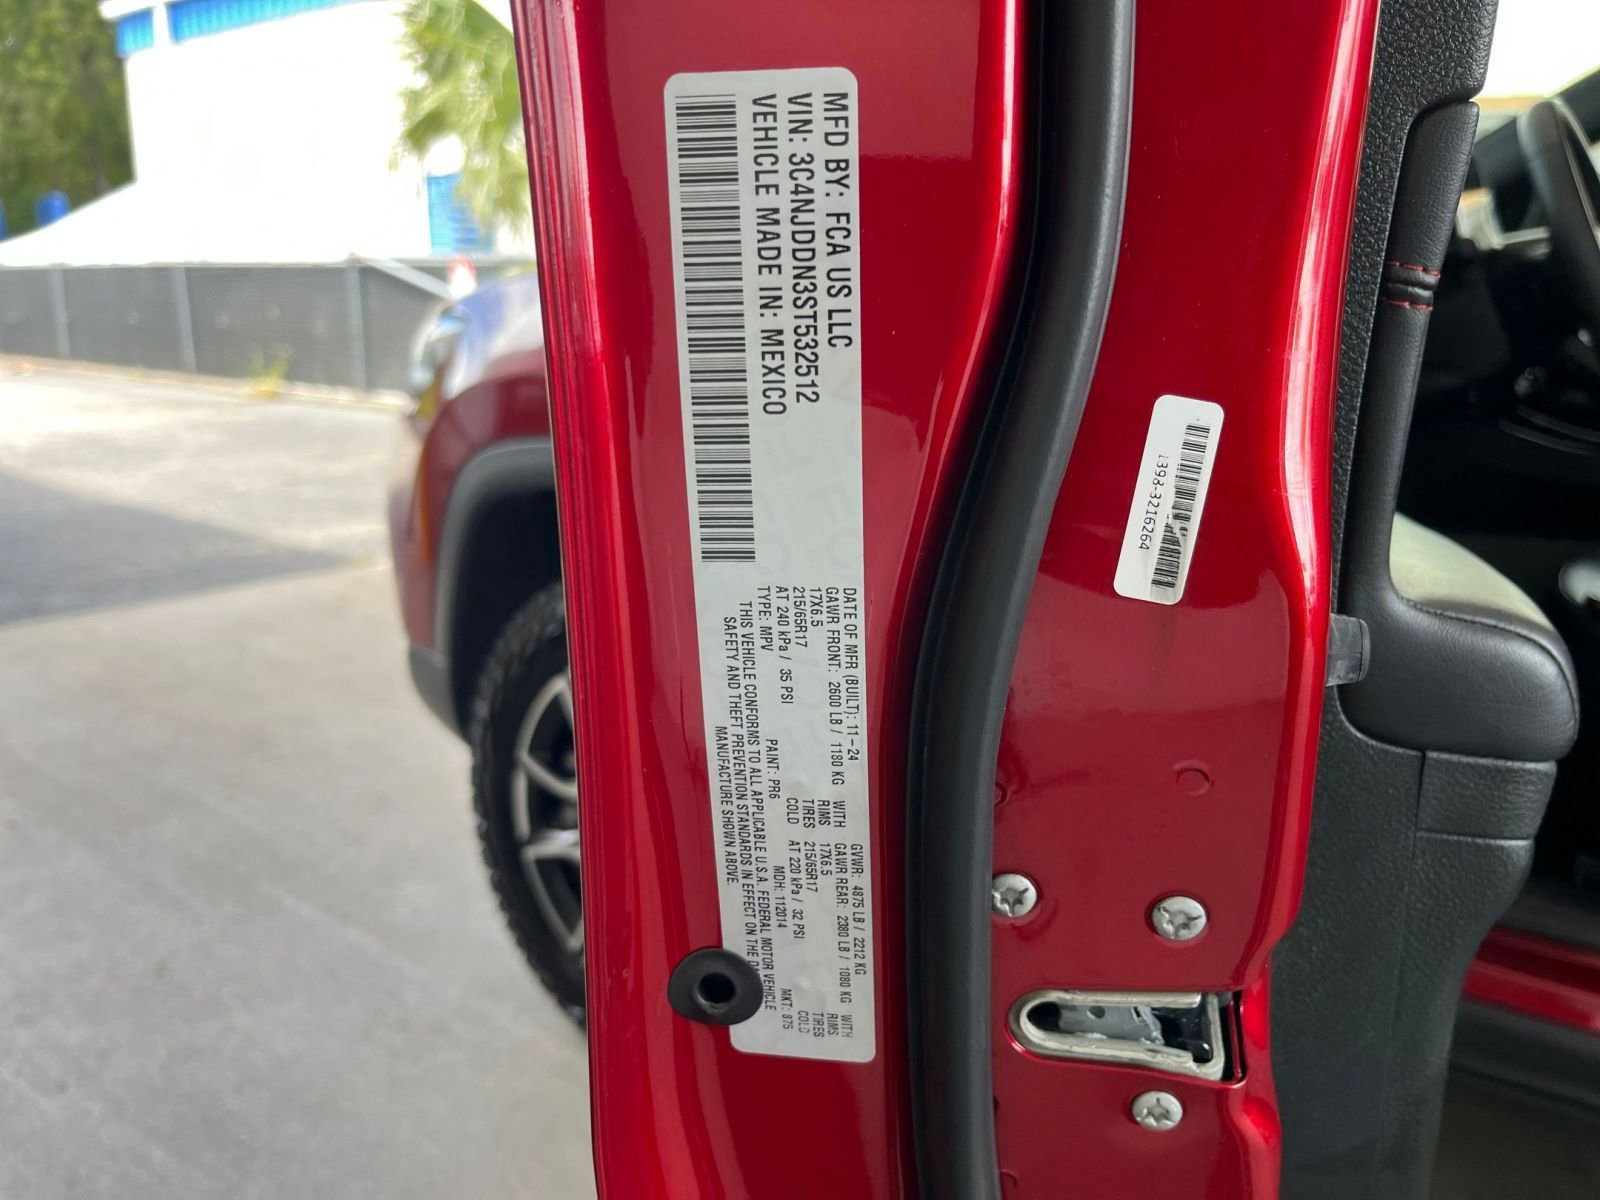 MFD BY: FCA US LLC
VIN: 3C4NJDDN3ST532512
VEHICLE MADE IN: MEXICO
DATE OF MFR (BUILT): 11-24 GVWR: 4875 LB / 2212 KG
GAWR FRONT: 2600 LB / 1180 KG WITH GAWR REAR: 2380 LB / 1080 KG WITH
17X6.5 RIMS 17X6.5 RIMS
215/65R17 TIRES 215/65R17 TIRES
AT 240 kPa / 35 PSI COLD AT 220 kPa / 32 PSI COLD
TYPE: MPV PAINT: PR6 MDH: 112014 MKT: 875
THIS VEHICLE CONFORMS TO ALL APPLICABLE U.S.A. FEDERAL MOTOR VEHICLE
SAFETY AND THEFT PREVENTION STANDARDS IN EFFECT ON THE
MANUFACTURE SHOWN ABOVE.
398-3216264